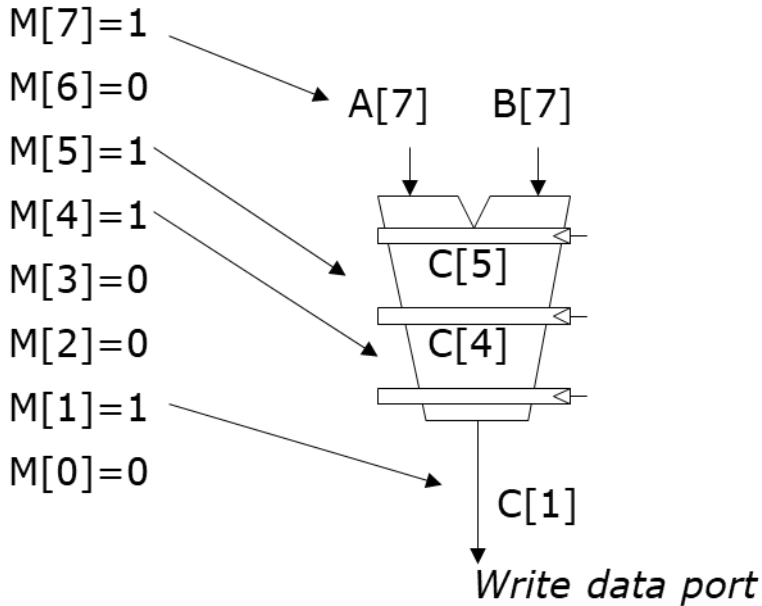 M[7]=1
M[6]=0
M[5]=1
M[4]=1
M[3]=0
M[2]=0
M[1]=1
M[0]=0
A[7] B[7]
C[5]
C[4]
C[1]
Write data port